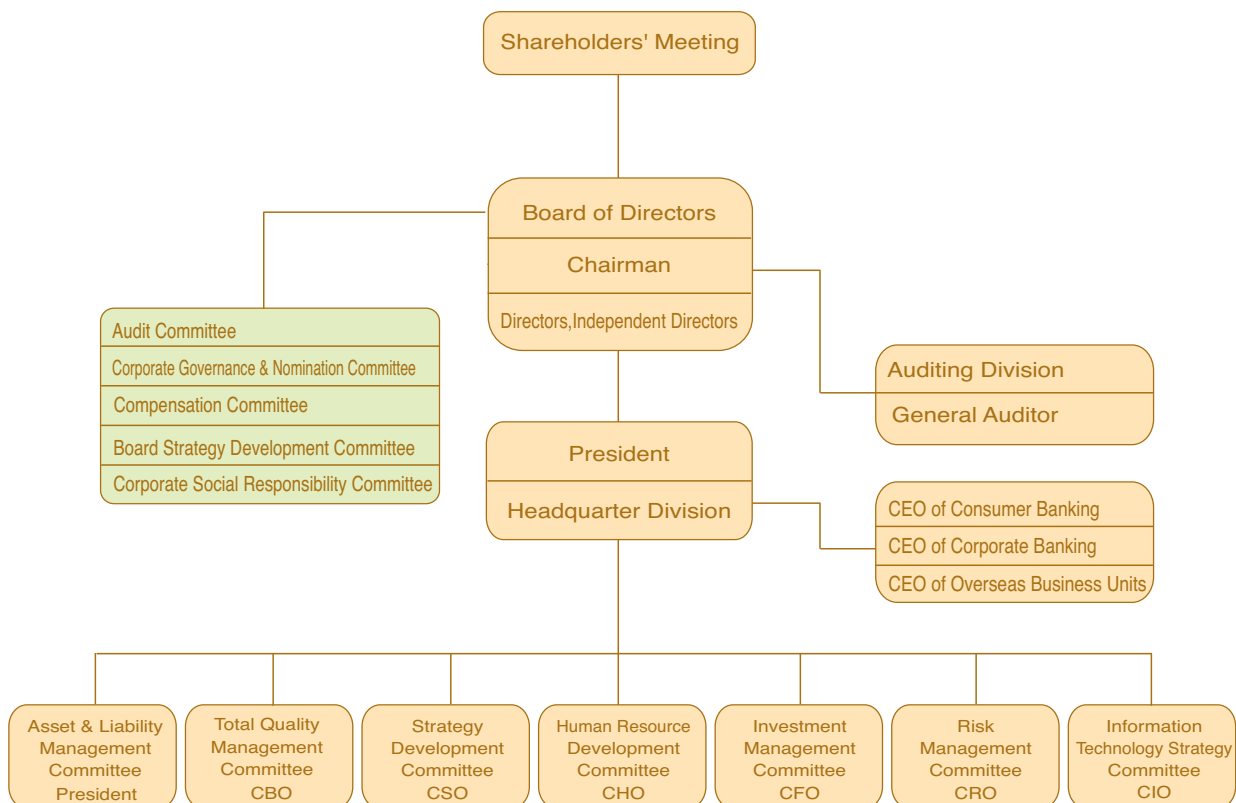 Shareholders' Meeting
Board of Directors
Chairman
Directors,Independent Directors
Audit Committee
Corporate Governance & Nomination Committee
Compensation Committee
Board Strategy Development Committee
Corporate Social Responsibility Committee
Auditing Division
General Auditor
President
Headquarter Division
CEO of Consumer Banking
CEO of Corporate Banking
CEO of Overseas Business Units
Asset & Liability
Management
Committee
President
Total Quality
Management
Committee
CBO
Strategy
Development
Committee
CSO
Human Resource
Development
Committee
CHO
Investment
Management
Committee
CFO
Risk
Management
Committee
CRO
Information
Technology Strategy
Committee
CIO